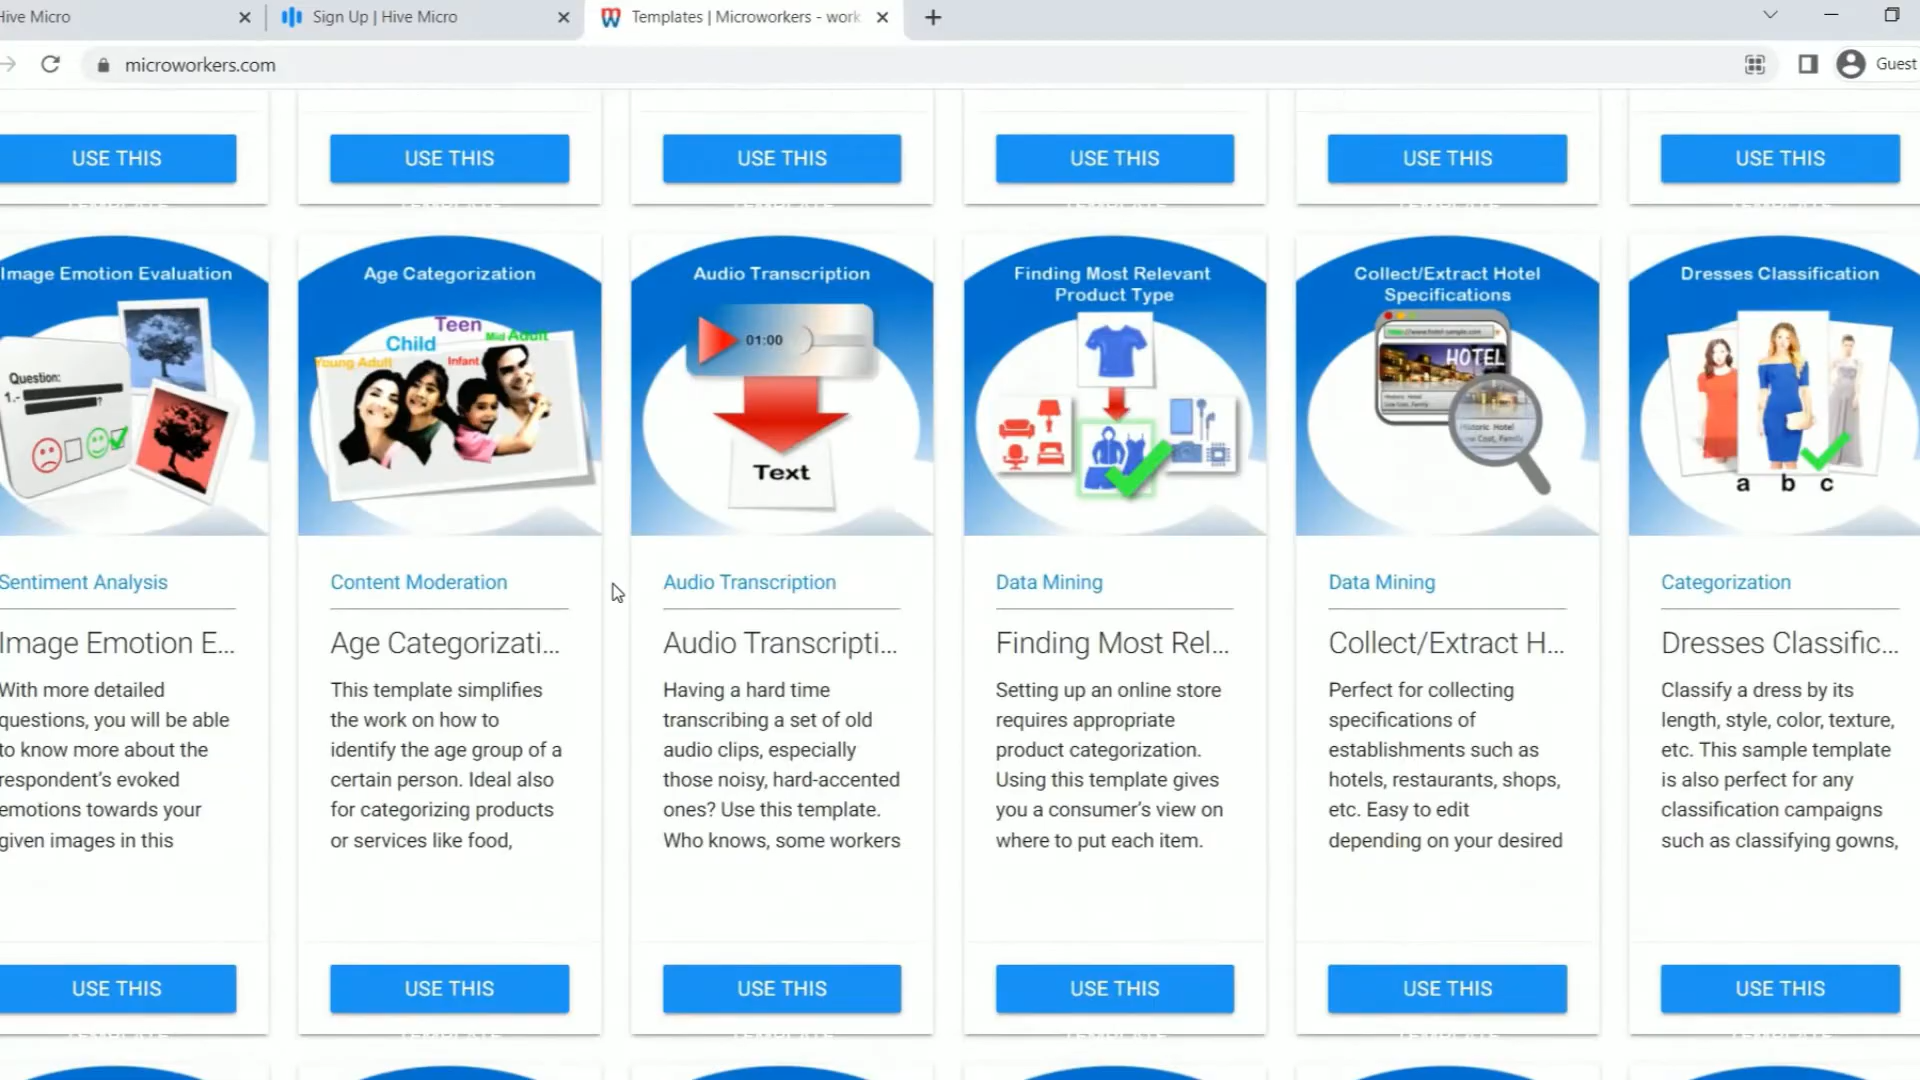 Hive Micro
Sign Up | Hive Micro
Templates | Microworkers - work
microworkers.com
Guest
USE THIS
USE THIS
USE THIS
USE THIS
USE THIS
USE THIS
Image Emotion Evaluation
Question:
1.-
?
Sentiment Analysis
Image Emotion E...
With more detailed
questions, you will be able
to know more about the
respondent's evoked
emotions towards your
given images in this
USE THIS
Age Categorization
Teen
Child
Mid Adult
Young Adult
Infant
Content Moderation
Age Categorizati...
This template simplifies
the work on how to
identify the age group of a
certain person. Ideal also
for categorizing products
or services like food,
USE THIS
Audio Transcription
01:00
Text
Audio Transcription
Audio Transcripti...
Having a hard time
transcribing a set of old
audio clips, especially
those noisy, hard-accented
ones? Use this template.
Who knows, some workers
USE THIS
Finding Most Relevant
Product Type
Data Mining
Finding Most Rel...
Setting up an online store
requires appropriate
product categorization.
Using this template gives
you a consumer's view on
where to put each item.
USE THIS
Collect/Extract Hotel
Specifications
HOTEL
Historic Hotel
Low Cost, Family
Data Mining
Collect/Extract H...
Perfect for collecting
specifications of
establishments such as
hotels, restaurants, shops,
etc. Easy to edit
depending on your desired
USE THIS
Dresses Classification
a b c
Categorization
Dresses Classific...
Classify a dress by its
length, style, color, texture,
etc. This sample template
is also perfect for any
classification campaigns
such as classifying gowns,
USE THIS